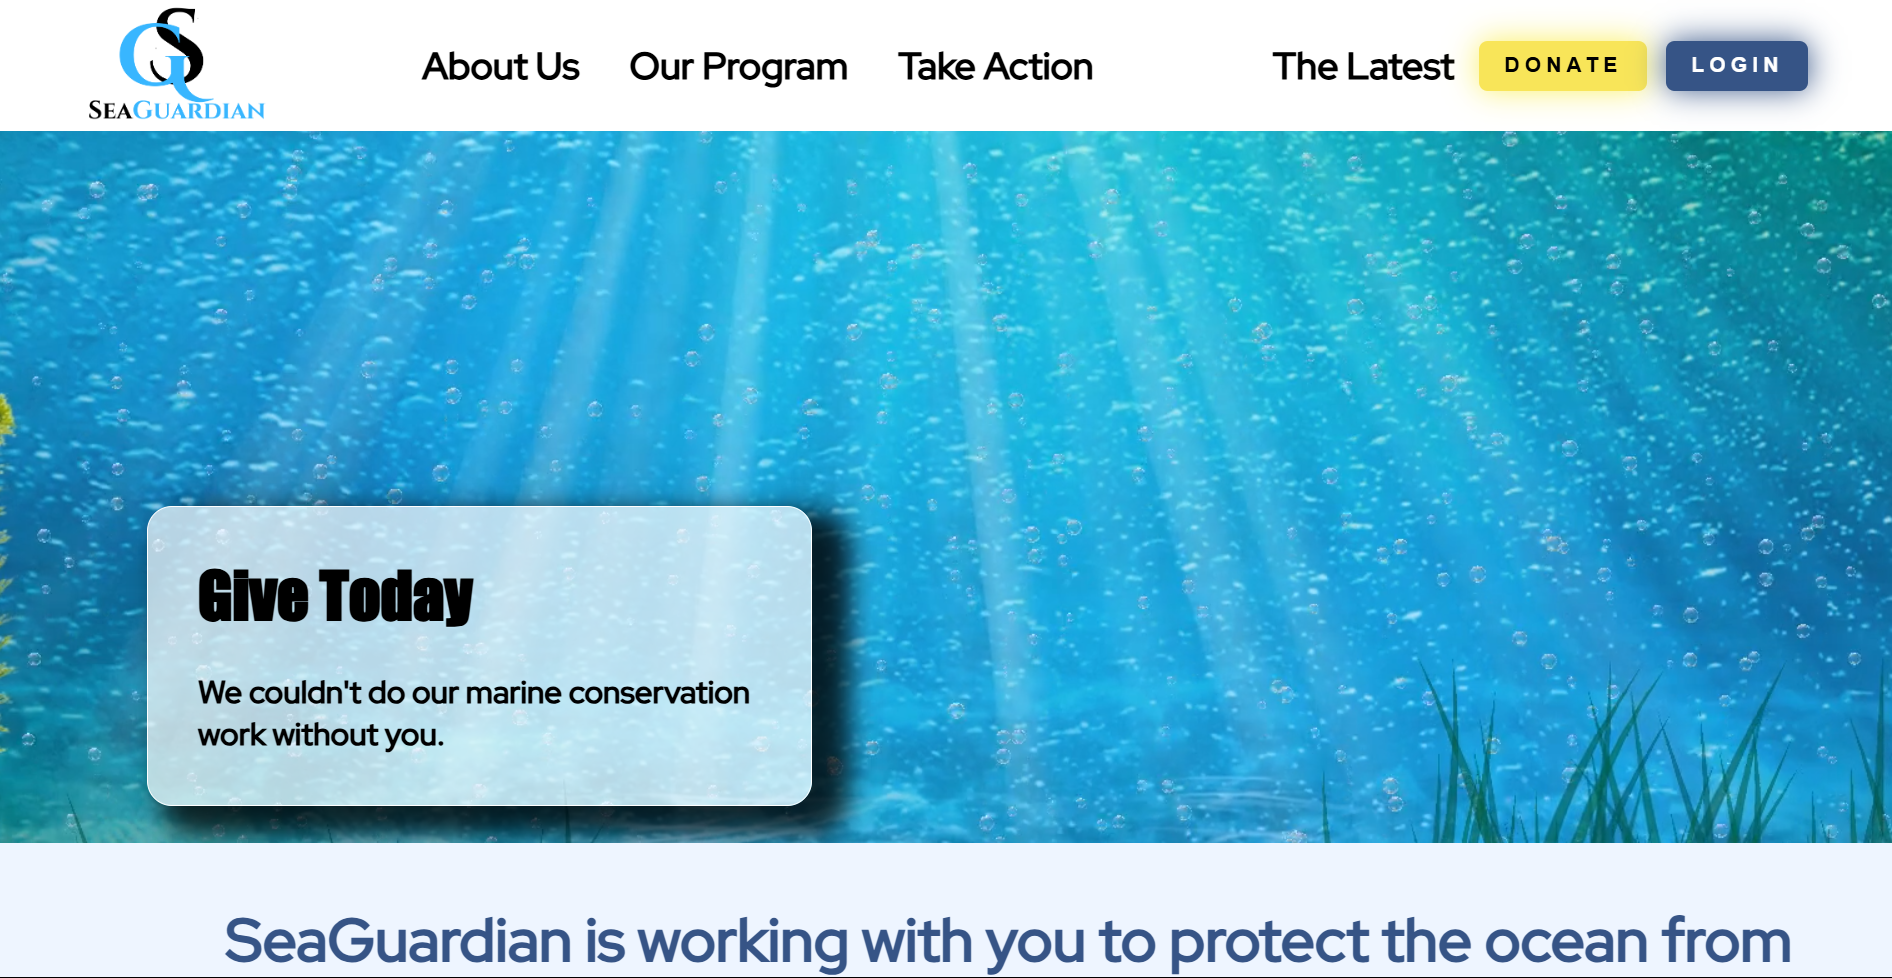 GS
SEAGUARDIAN
About Us
Our Program
Take Action
The Latest
DONATE
LOGIN
Give Today
We couldn't do our marine conservation
work without you.
SeaGuardian is working with you to protect the ocean from